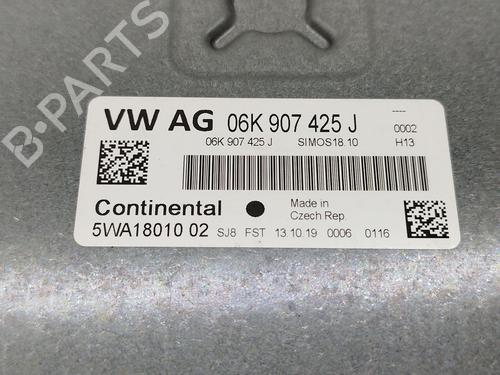 VW AG 06K 907 425 J
----
0002
06K 907 425 J SIMOS18.10 H13
Continental
Made in
Czech Rep.
5WA18010 02 SJ8 FST 13.10.19 0006 0116
B-PARTS